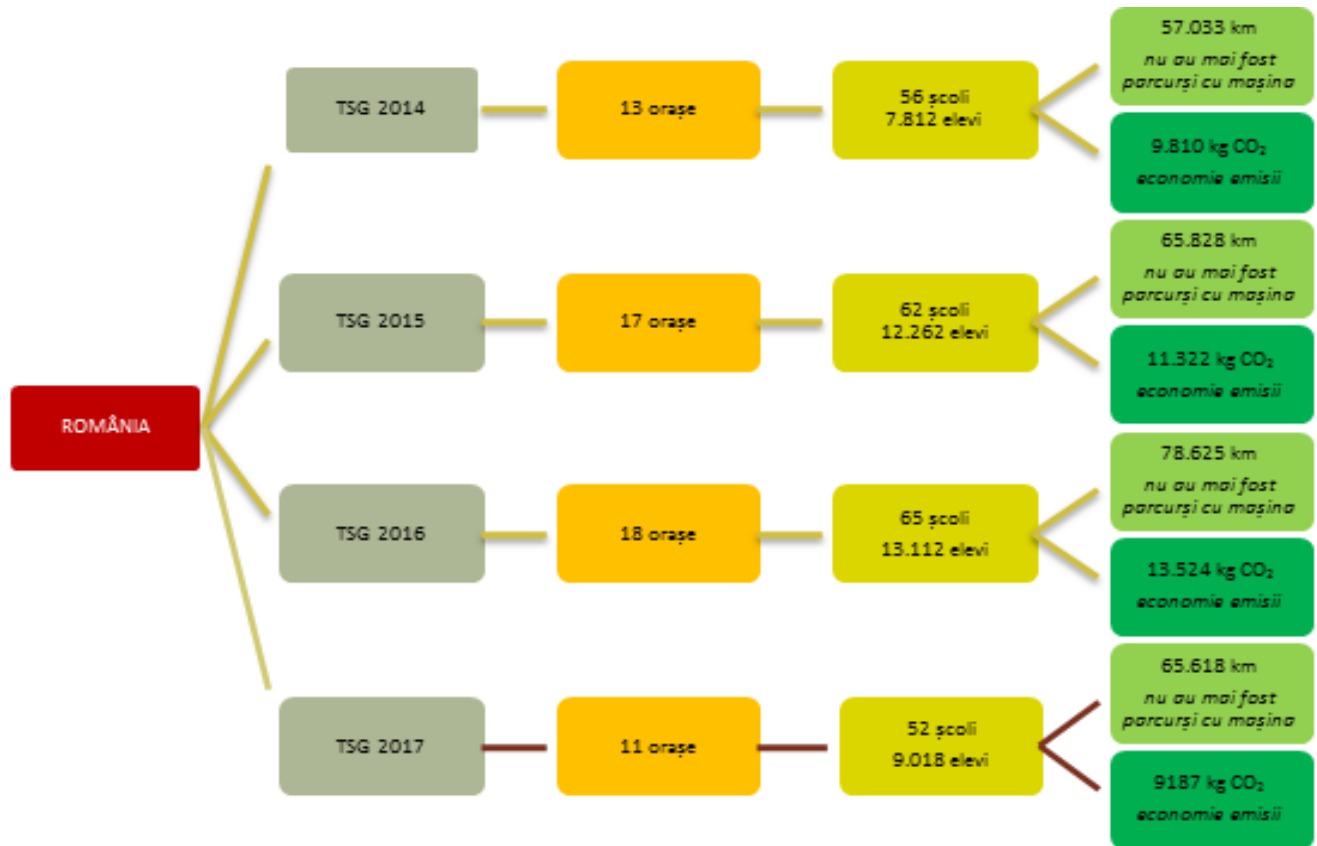 ROMÂNIA
TSG 2014
13 orașe
56 școli
7.812 elevi
57.033 km
nu au mai fost
parcurși cu mașina
9.810 kg CO₂
economie emisii
TSG 2015
17 orașe
62 școli
12.262 elevi
65.828 km
nu au mai fost
parcurși cu mașina
11.322 kg CO₂
economie emisii
TSG 2016
18 orașe
65 școli
13.112 elevi
78.625 km
nu au mai fost
parcurși cu mașina
13.524 kg CO₂
economie emisii
TSG 2017
11 orașe
52 școli
9.018 elevi
65.618 km
nu au mai fost
parcurși cu mașina
9187 kg CO₂
economie emisii